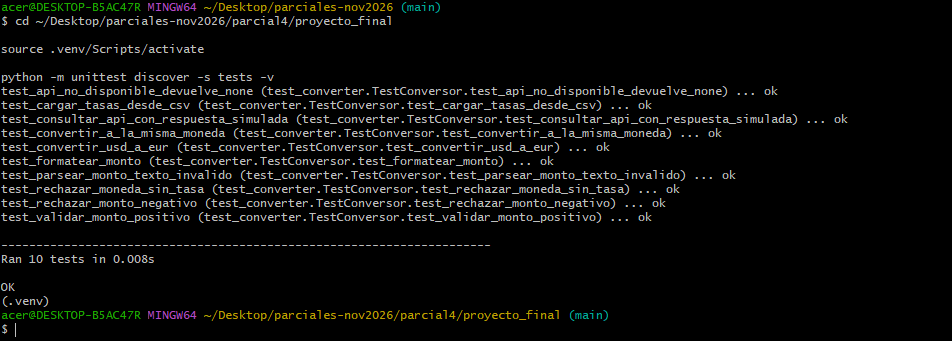 acer@DESKTOP-B5AC47R MINGW64 ~/Desktop/parciales-nov2026 (main)
$ cd ~/Desktop/parciales-nov2026/parcial4/proyecto_final
source .venv/Scripts/activate
python -m unittest discover -s tests -v
test_api_no_disponible_devuelve_none (test_converter.TestConversor.test_api_no_disponible_devuelve_none) ... ok
test_cargar_tasas_desde_csv (test_converter.TestConversor.test_cargar_tasas_desde_csv) ... ok
test_consultar_api_con_respuesta_simulada (test_converter.TestConversor.test_consultar_api_con_respuesta_simulada) ... ok
test_convertir_a_la_misma_moneda (test_converter.TestConversor.test_convertir_a_la_misma_moneda) ... ok
test_convertir_usd_a_eur (test_converter.TestConversor.test_convertir_usd_a_eur) ... ok
test_formatear_monto (test_converter.TestConversor.test_formatear_monto) ... ok
test_parsear_monto_texto_invalido (test_converter.TestConversor.test_parsear_monto_texto_invalido) ... ok
test_rechazar_moneda_sin_tasa (test_converter.TestConversor.test_rechazar_moneda_sin_tasa) ... ok
test_rechazar_monto_negativo (test_converter.TestConversor.test_rechazar_monto_negativo) ... ok
test_validar_monto_positivo (test_converter.TestConversor.test_validar_monto_positivo) ... ok
----------------------------------------------------------------------
Ran 10 tests in 0.008s
OK
(.venv)
acer@DESKTOP-B5AC47R MINGW64 ~/Desktop/parciales-nov2026/parcial4/proyecto_final (main)
$